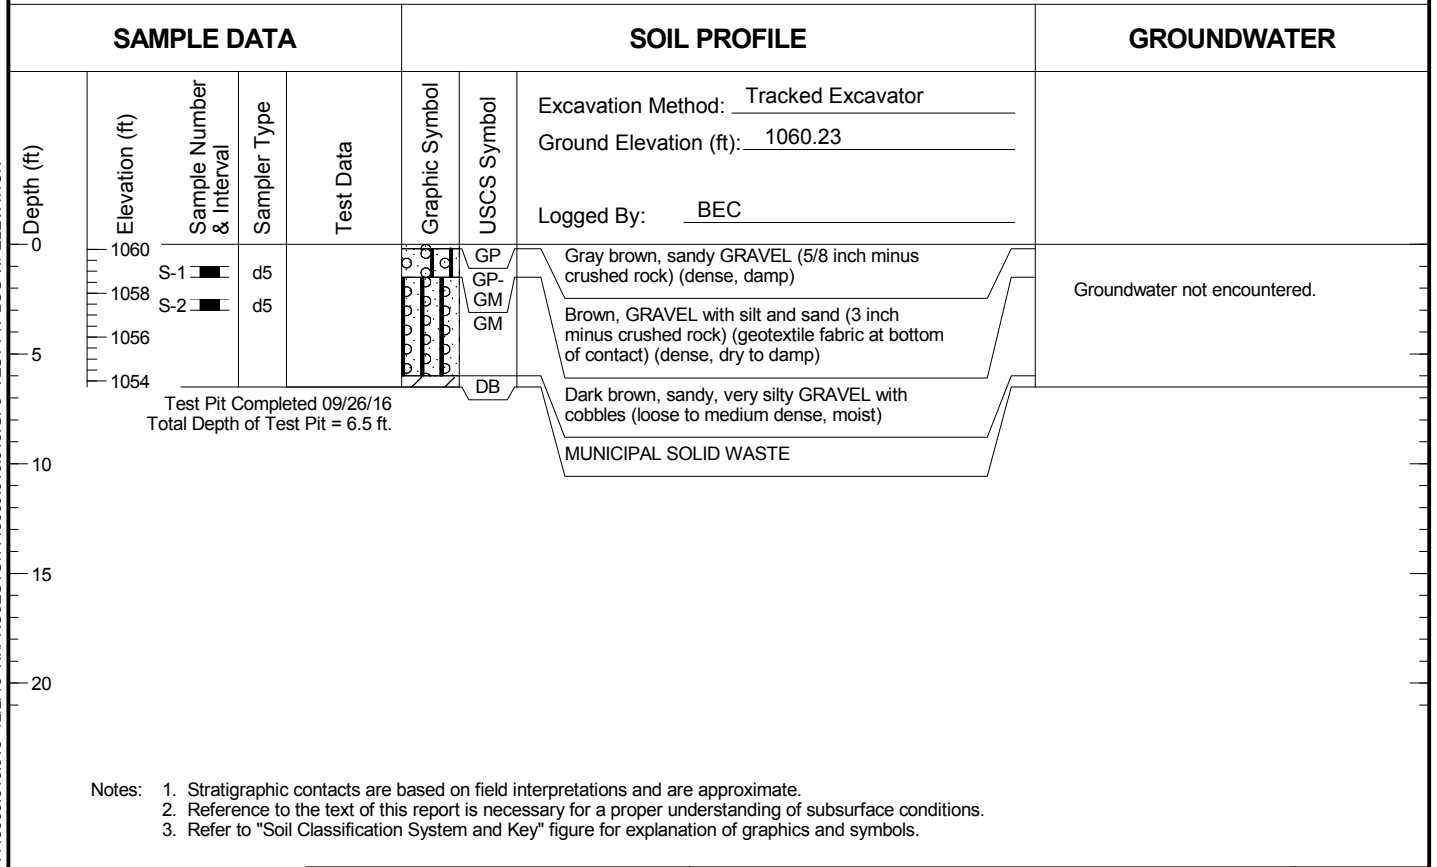 SAMPLE DATA
SOIL PROFILE
GROUNDWATER
Depth (ft)
Elevation (ft)
Sample Number
& Interval
Sampler Type
Test Data
Graphic Symbol
USCS Symbol
Excavation Method: Tracked Excavator
Ground Elevation (ft): 1060.23
Logged By: BEC
0
5
10
15
20
1060
1058
1056
1054
S-1
S-2
d5
d5
GP
GP-
GM
GM
DB
Gray brown, sandy GRAVEL (5/8 inch minus
crushed rock) (dense, damp)
Brown, GRAVEL with silt and sand (3 inch
minus crushed rock) (geotextile fabric at bottom
of contact) (dense, dry to damp)
Dark brown, sandy, very silty GRAVEL with
cobbles (loose to medium dense, moist)
MUNICIPAL SOLID WASTE
Groundwater not encountered.
Test Pit Completed 09/26/16
Total Depth of Test Pit = 6.5 ft.
Notes: 1. Stratigraphic contacts are based on field interpretations and are approximate.
2. Reference to the text of this report is necessary for a proper understanding of subsurface conditions.
3. Refer to "Soil Classification System and Key" figure for explanation of graphics and symbols.